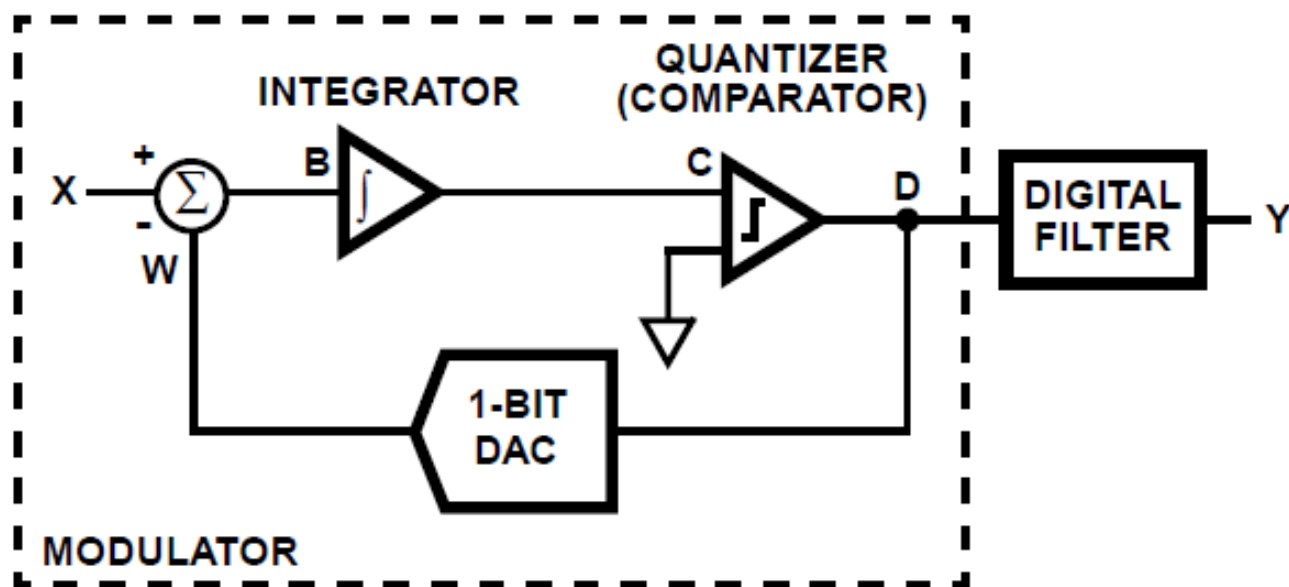 QUANTIZER
(COMPARATOR)
INTEGRATOR
+
B
∫
C
X
Σ
D
DIGITAL
FILTER
Y
-
W
1-BIT
DAC
MODULATOR